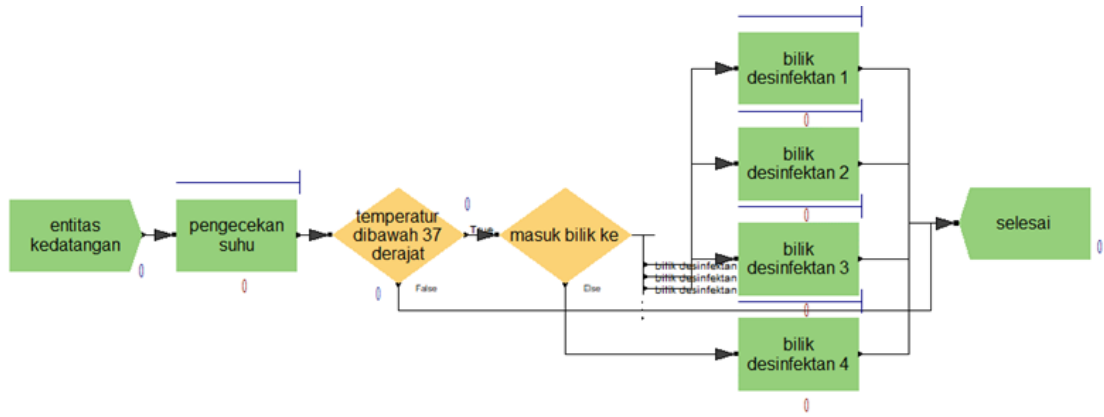 entitas
kedatangan
0
pengecekan
suhu
0
temperatur
dibawah 37
derajat
0
True
False
0
masuk bilik ke
Else
bilik desinfektan
bilik desinfektan
bilik desinfektan
bilik
desinfektan 1
0
bilik
desinfektan 2
0
bilik
desinfektan 3
0
bilik
desinfektan 4
0
selesai
0